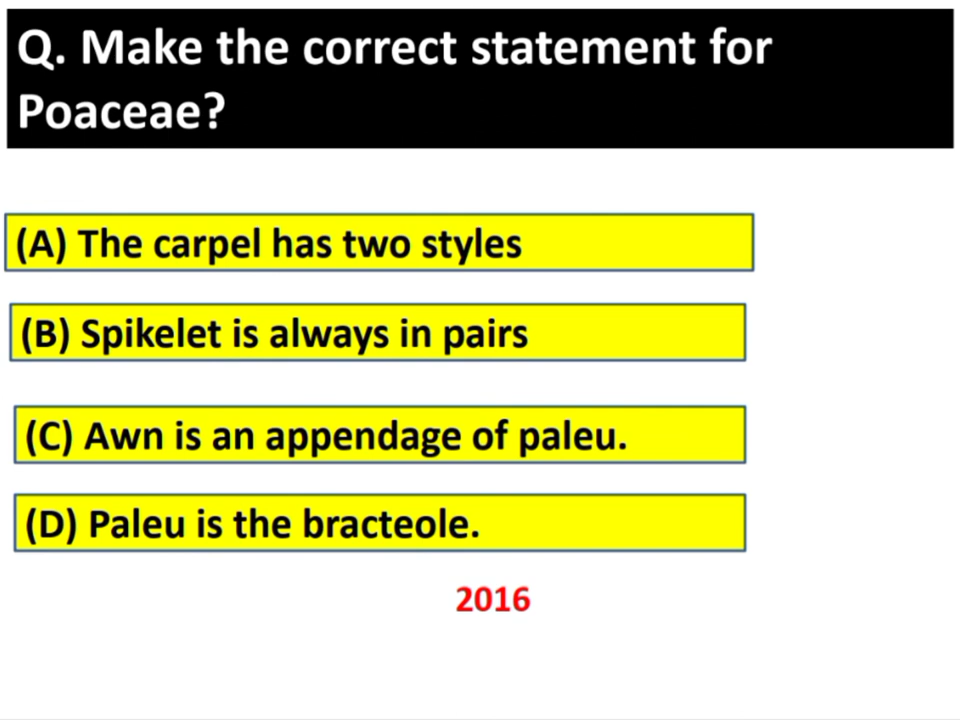 Q. Make the correct statement for
Poaceae?
(A) The carpel has two styles
(B) Spikelet is always in pairs
(C) Awn is an appendage of paleu.
(D) Paleu is the bracteole.
2016